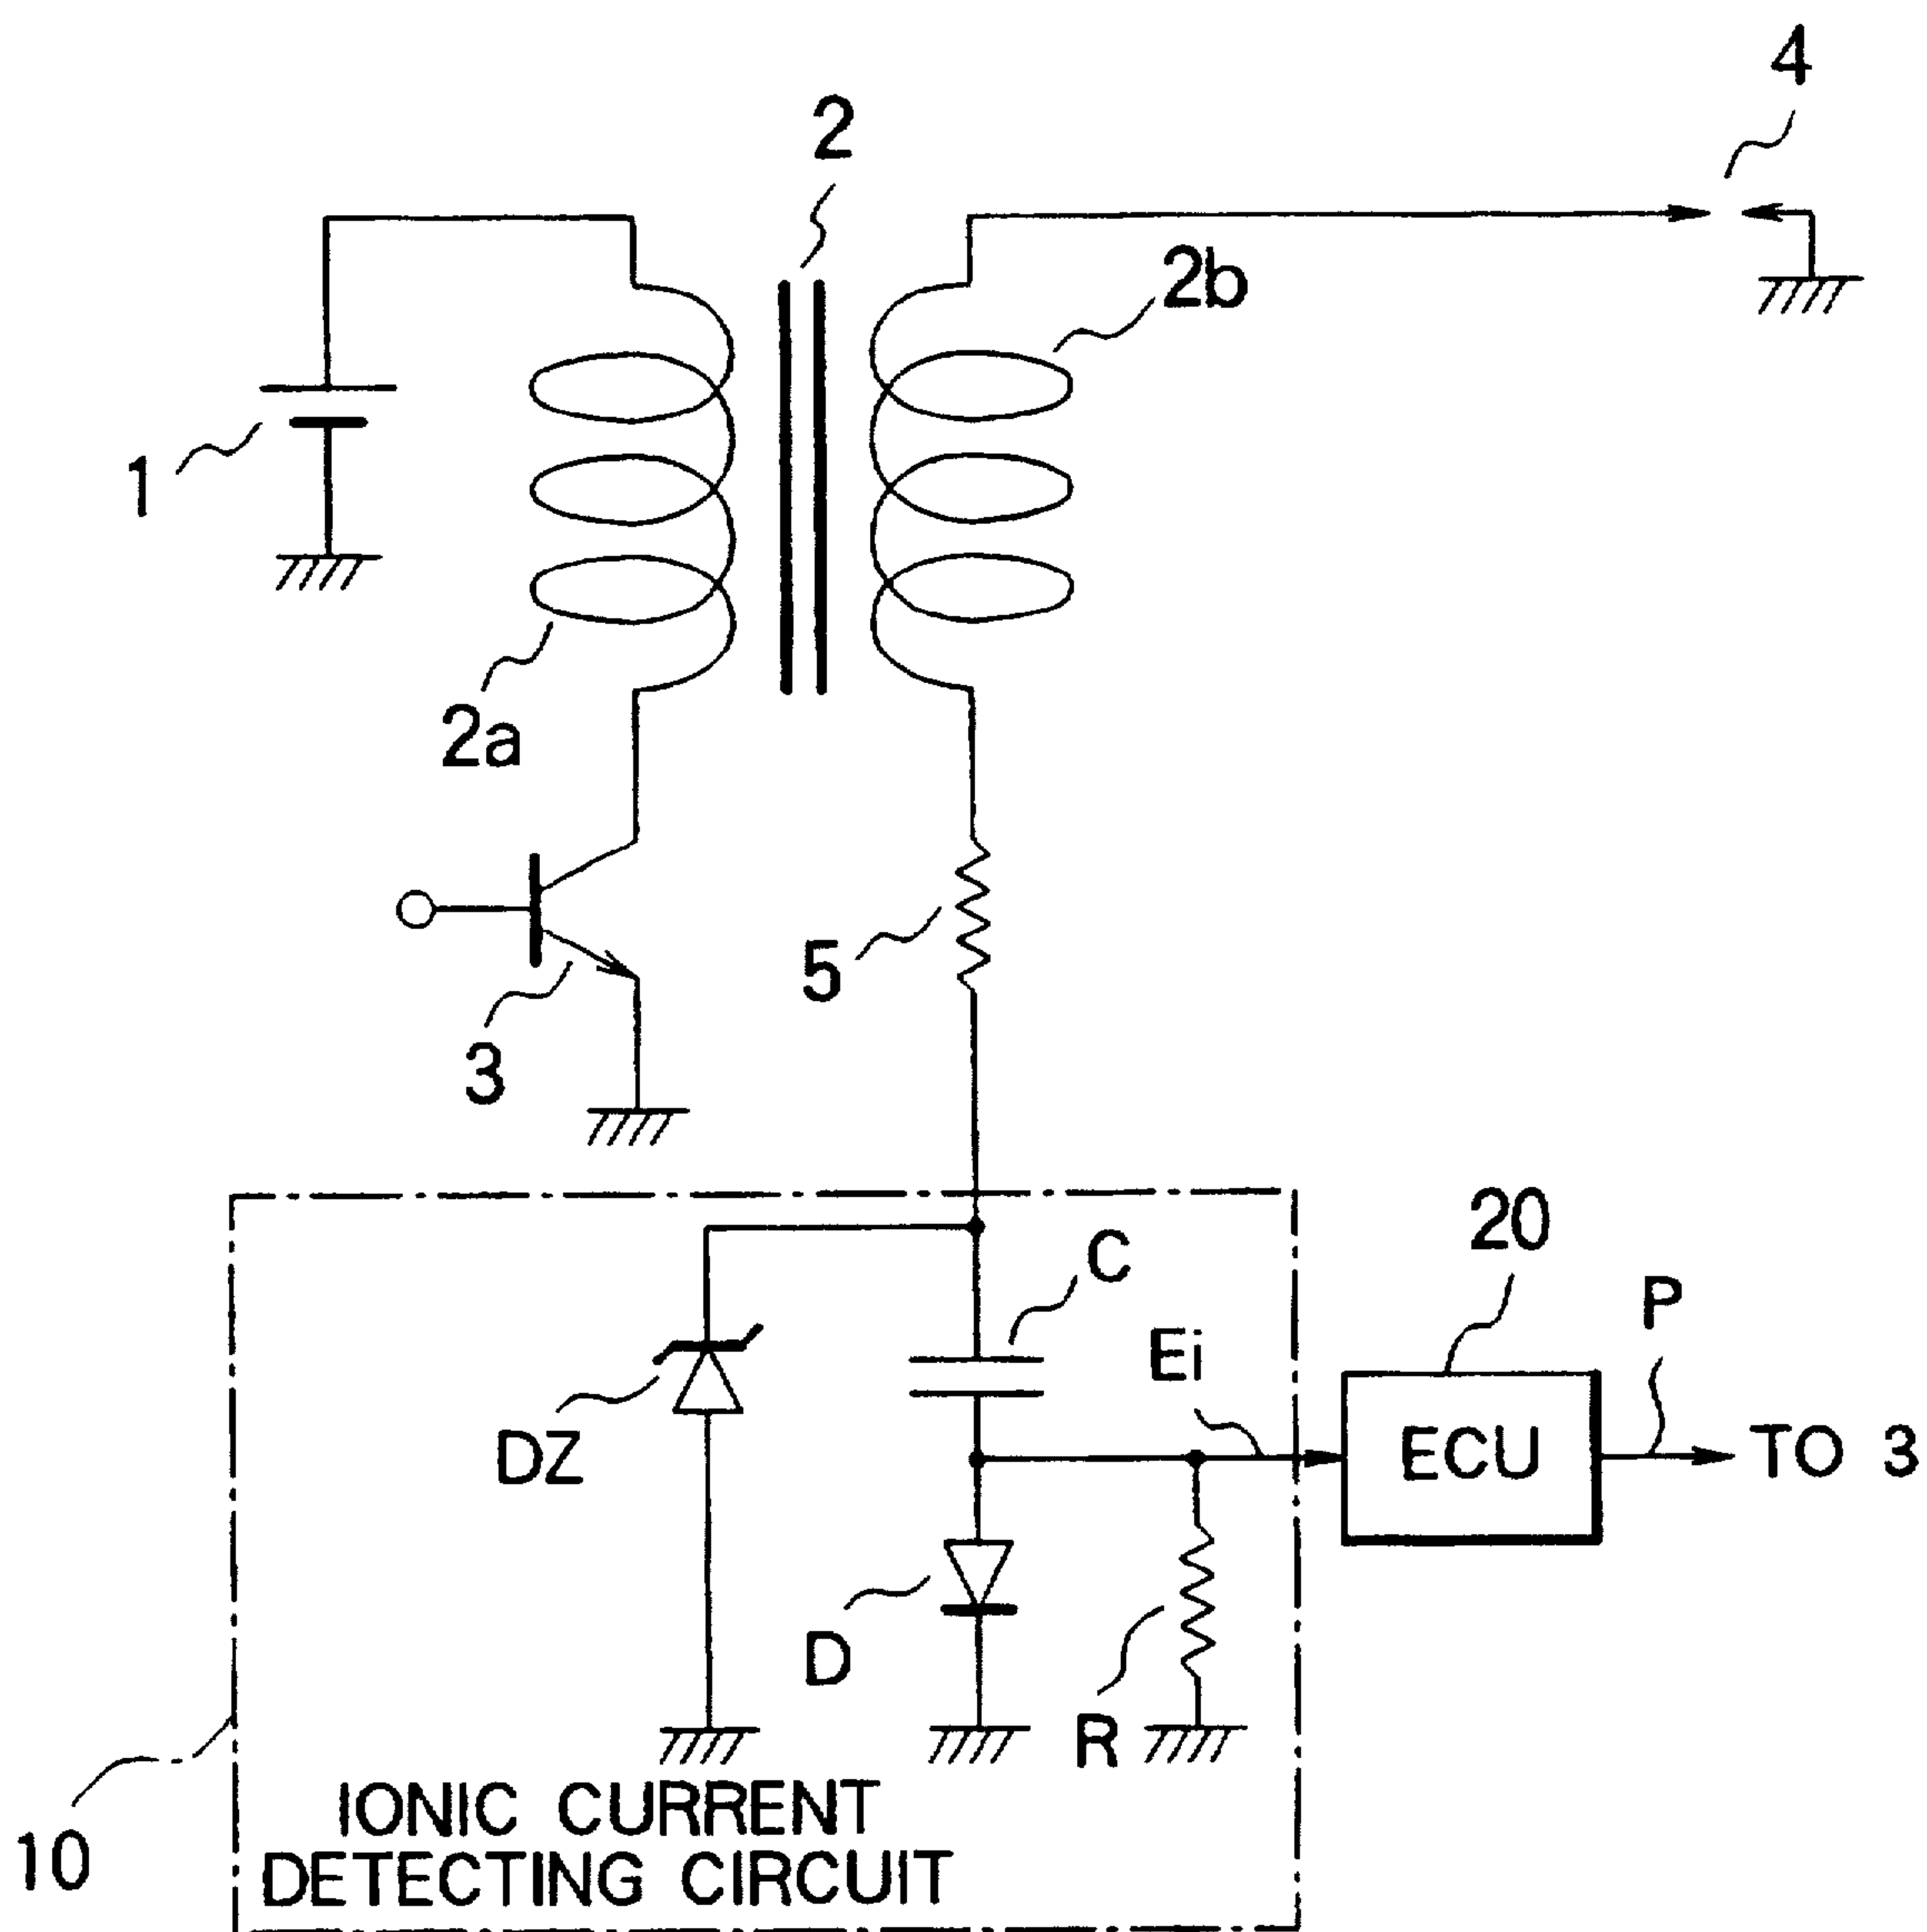 4
2
2b
1
2a
5
3
20
C
P
Ei
DZ
ECU
TO 3
D
R
10
IONIC CURRENT
DETECTING CIRCUIT